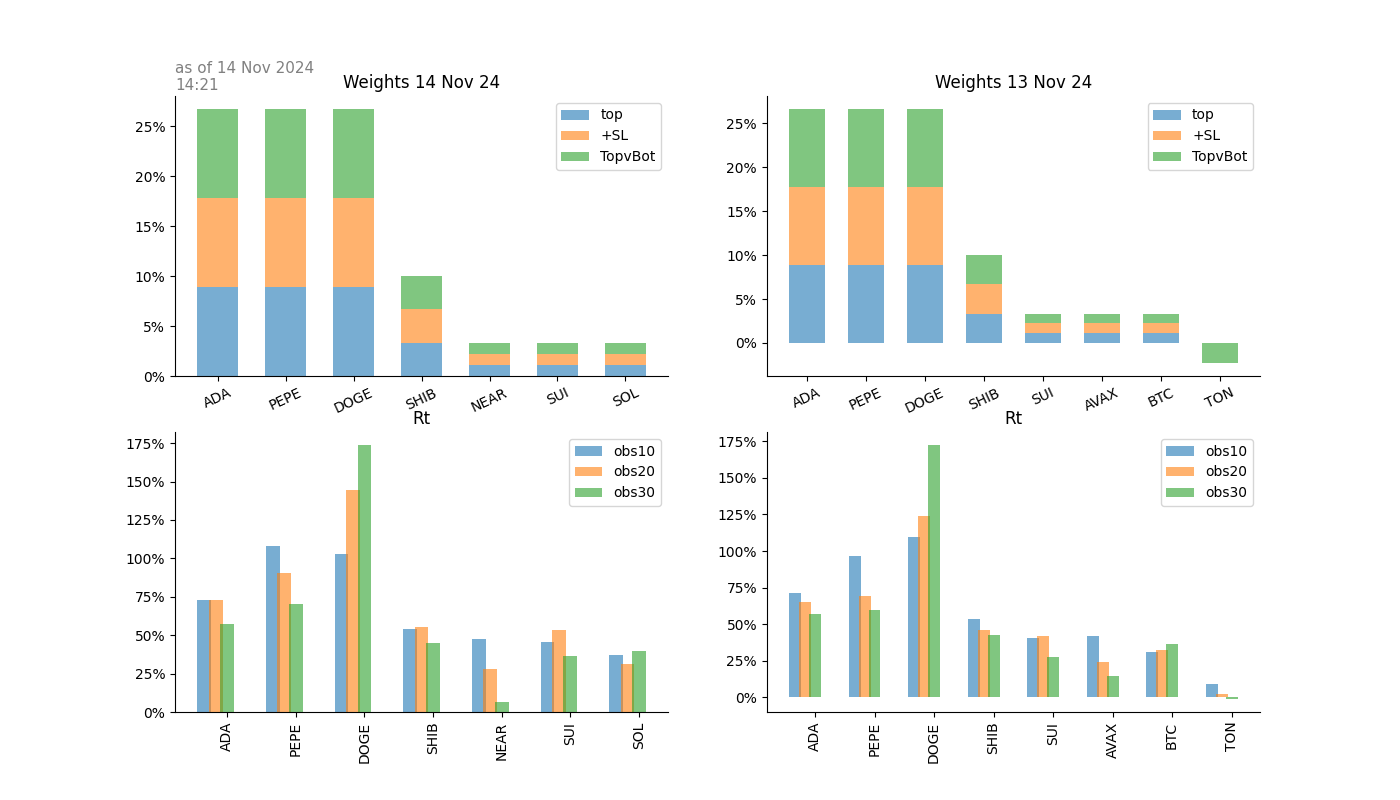 as of 14 Nov 2024
14:21
Weights 14 Nov 24
25%
20%
15%
10%
5%
0%
top
+SL
TopvBot
ADA
PEPE
DOGE
SHIB
NEAR
SUI
SOL
Weights 13 Nov 24
25%
20%
15%
10%
5%
0%
top
+SL
TopvBot
ADA
PEPE
DOGE
SHIB
SUI
AVAX
BTC
TON
Rt
175%
150%
125%
100%
75%
50%
25%
0%
obs10
obs20
obs30
ADA
PEPE
DOGE
SHIB
NEAR
SUI
SOL
Rt
175%
150%
125%
100%
75%
50%
25%
0%
obs10
obs20
obs30
ADA
PEPE
DOGE
SHIB
SUI
AVAX
BTC
TON